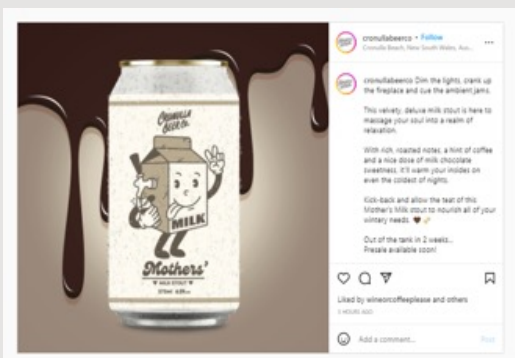 CRONULLA
BEER CO.
MILK
Mothers'
MILK STOUT
375ml
cronullabeerco • Follow
Cronulla Beach, New South Wales, Aus...
cronullabeerco Dim the lights, crank up
the fireplace and cue the ambient jams.
This velvety, deluxe milk stout is here to
massage your soul into a realm of
relaxation.
With rich, roasted notes, a hint of coffee
and a nice dose of milk chocolate
sweetness, it'll warm your insides on
even the coldest of nights.
Kick-back and allow the teat of this
Mother's Milk stout to nourish all of your
wintery needs.
Out of the tank in 2 weeks...
Presale available soon!
Liked by wineorcoffeeplease and others
HOURS AGO
Add a comment...
Post